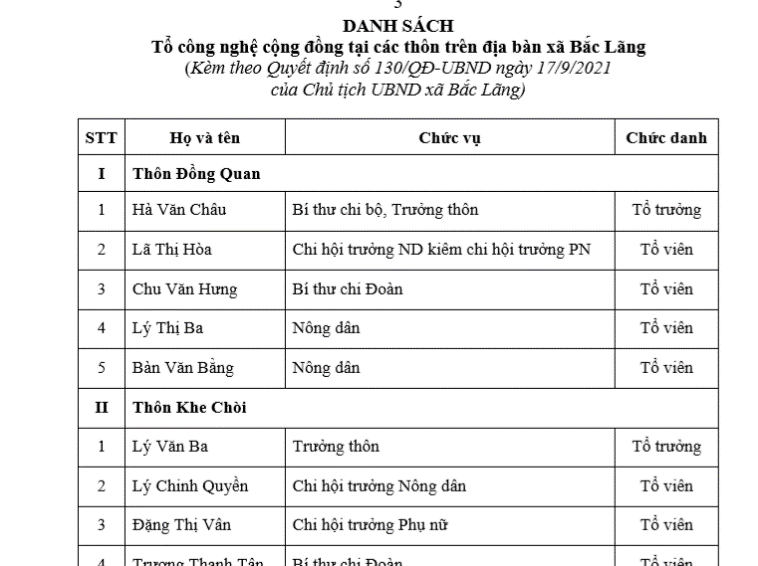 3
DANH SÁCH
Tổ công nghệ cộng đồng tại các thôn trên địa bàn xã Bắc Lãng
(Kèm theo Quyết định số 130/QĐ-UBND ngày 17/9/2021
của Chủ tịch UBND xã Bắc Lãng)
STT Họ và tên Chức vụ Chức danh
I Thôn Đồng Quan
1 Hà Văn Châu Bí thư chi bộ, Trưởng thôn Tổ trưởng
2 Lã Thị Hòa Chi hội trưởng ND kiêm chi hội trưởng PN Tổ viên
3 Chu Văn Hưng Bí thư chi Đoàn Tổ viên
4 Lý Thị Ba Nông dân Tổ viên
5 Bàn Văn Bằng Nông dân Tổ viên
II Thôn Khe Chòi
1 Lý Văn Ba Trưởng thôn Tổ trưởng
2 Lý Chinh Quyền Chi hội trưởng Nông dân Tổ viên
3 Đặng Thị Vân Chi hội trưởng Phụ nữ Tổ viên
4 Trương Thanh Tân Bí thư chi Đoàn Tổ viên